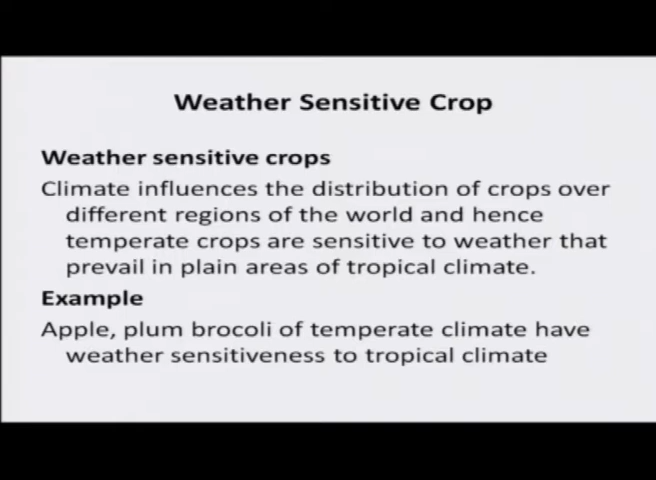 Weather Sensitive Crop
Weather sensitive crops
Climate influences the distribution of crops over
different regions of the world and hence
temperate crops are sensitive to weather that
prevail in plain areas of tropical climate.
Example
Apple, plum brocoli of temperate climate have
weather sensitiveness to tropical climate